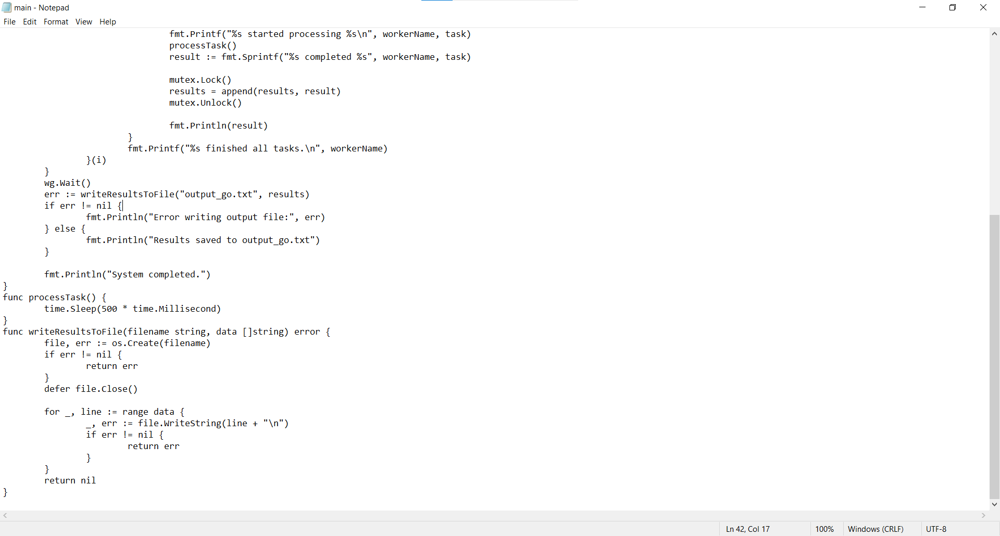 main - Notepad
File Edit Format View Help
fmt.Printf("%s started processing %s\n", workerName, task)
processTask()
result := fmt.Sprintf("%s completed %s", workerName, task)
mutex.Lock()
results = append(results, result)
mutex.Unlock()
fmt.Println(result)
}
fmt.Printf("%s finished all tasks.\n", workerName)
}(i)
}
wg.Wait()
err := writeResultsToFile("output_go.txt", results)
if err != nil {
fmt.Println("Error writing output file:", err)
} else {
fmt.Println("Results saved to output_go.txt")
}
fmt.Println("System completed.")
}
func processTask() {
time.Sleep(500 * time.Millisecond)
}
func writeResultsToFile(filename string, data []string) error {
file, err := os.Create(filename)
if err != nil {
return err
}
defer file.Close()
for _, line := range data {
_, err := file.WriteString(line + "\n")
if err != nil {
return err
}
}
return nil
}
Ln 42, Col 17 100% Windows (CRLF) UTF-8